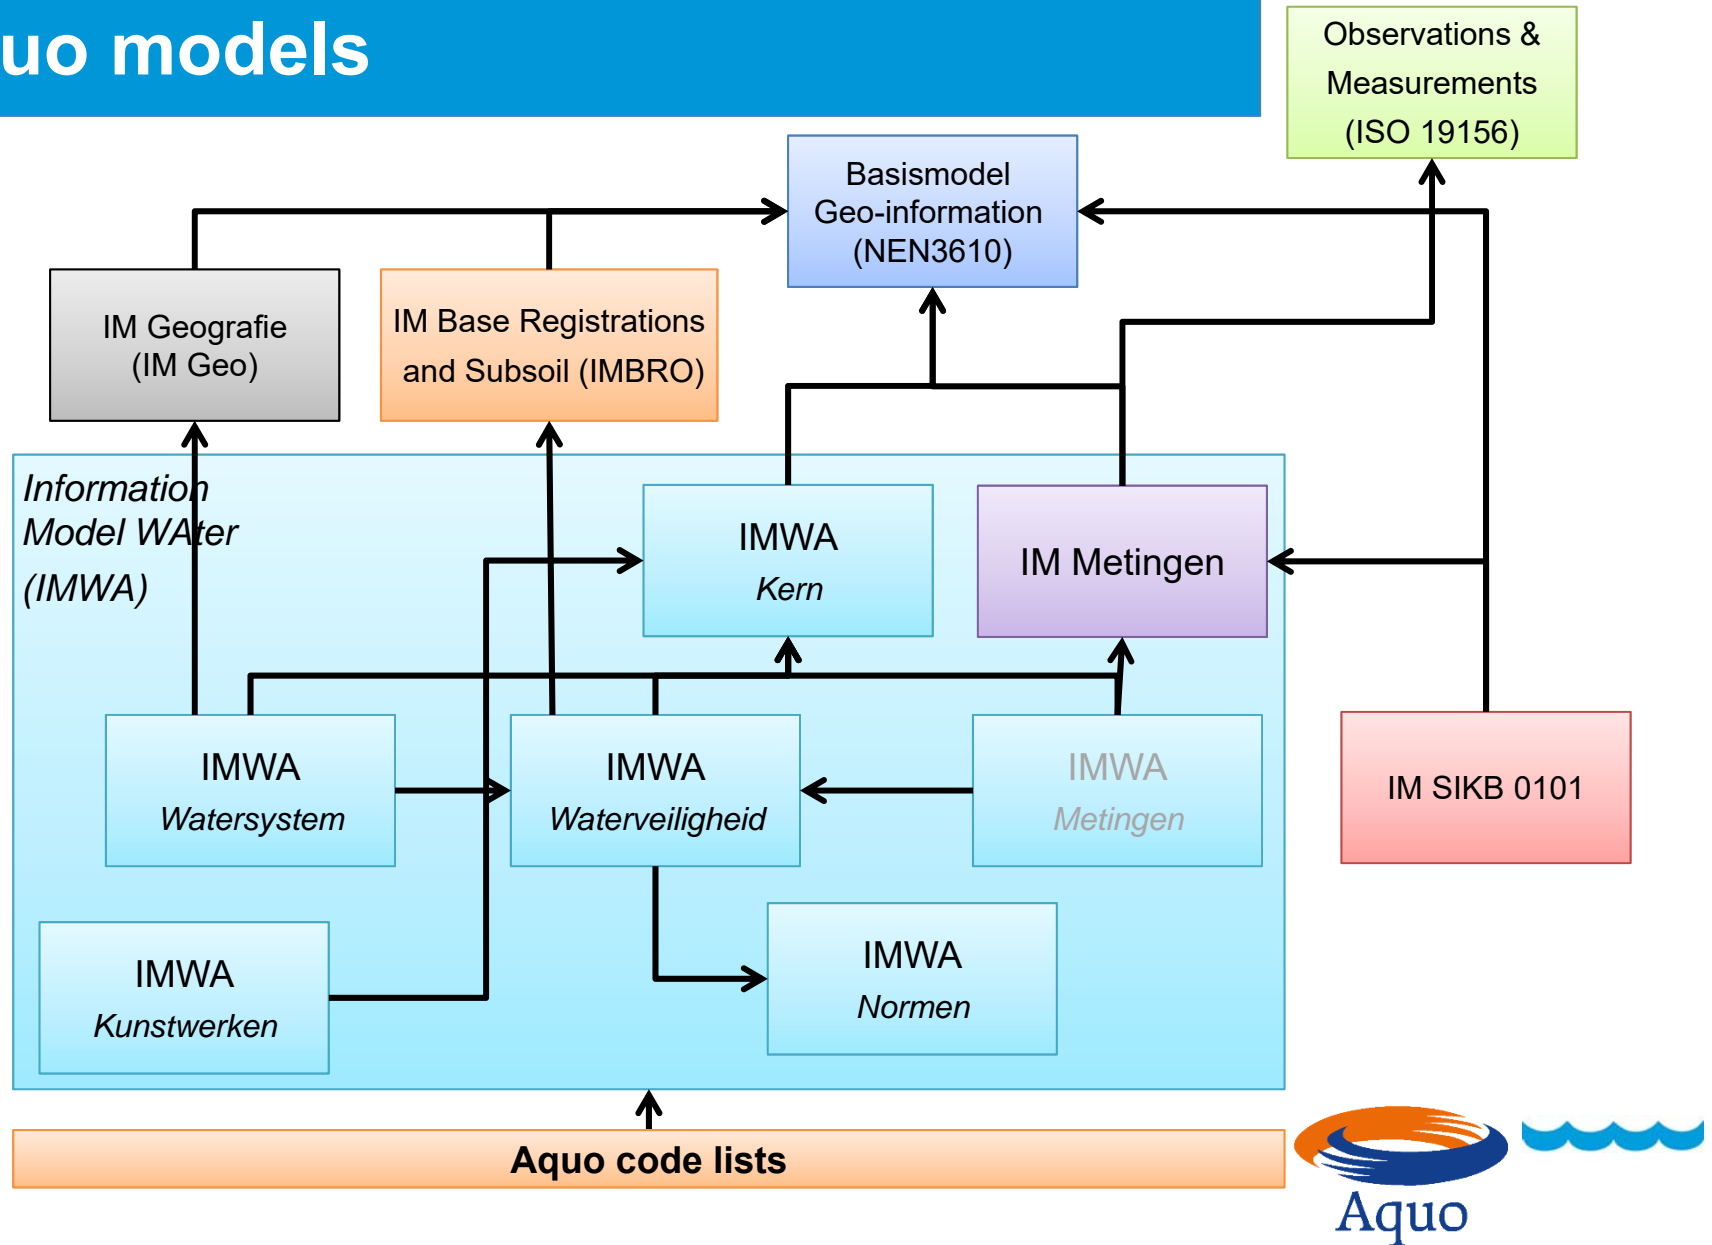 uo models
Observations &
Measurements
(ISO 19156)
Basismodel
Geo-information
(NEN3610)
IM Geografie
(IM Geo)
IM Base Registrations
and Subsoil (IMBRO)
Information
Model WAter
(IMWA)
IMWA
Kern
IM Metingen
IMWA
Watersystem
IMWA
Waterveiligheid
IMWA
Metingen
IM SIKB 0101
IMWA
Kunstwerken
IMWA
Normen
Aquo code lists
Aquo